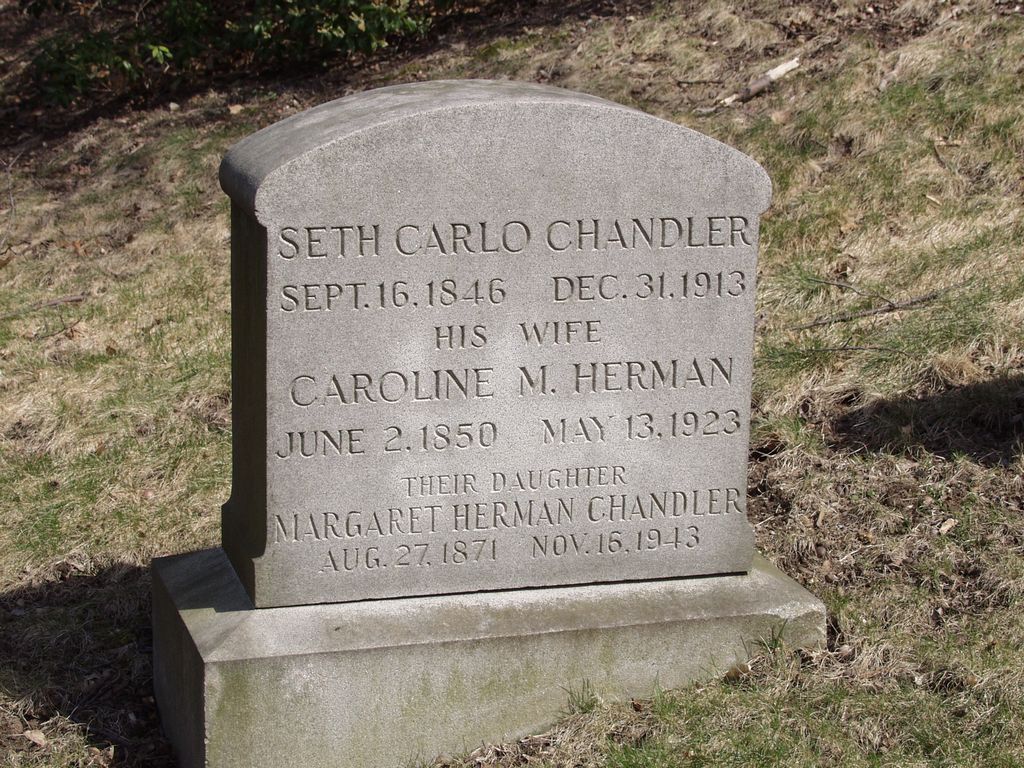 SETH CARLO CHANDLER
SEPT. 16, 1846 DEC. 31, 1913
HIS WIFE
CAROLINE M. HERMAN
JUNE 2, 1850 MAY 13, 1923
THEIR DAUGHTER
MARGARET HERMAN CHANDLER
AUG. 27, 1871 NOV. 16, 1943